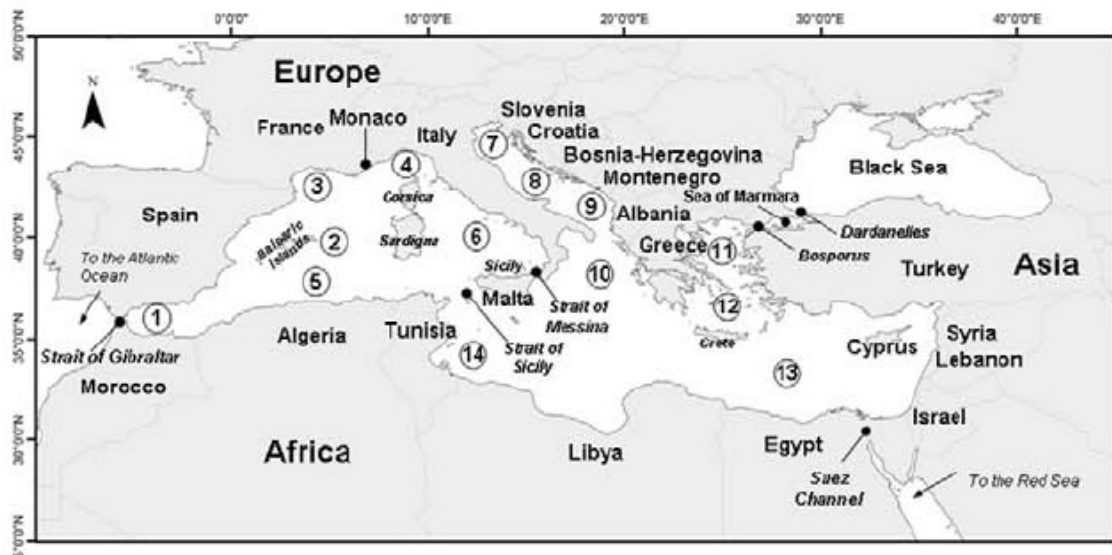 0°0'0"
10°0'0"E
20°0'0"E
30°0'0"E
40°0'0"E
50°0'0"N
45°0'0"N
40°0'0"N
35°0'0"N
30°0'0"N
5°0'0"N
N
Europe
Slovenia
Croatia
Monaco
France
Italy
7
4
Bosnia-Herzegovina
Montenegro
Black Sea
3
8
Corsica
Sea of Marmara
Spain
9
Albania
Balearic
Islands
2
Sardigna
6
Greece
11
Dardanelles
Bosporus
To the Atlantic
Ocean
5
Sicily
10
Turkey
Asia
1
Malta
Strait of
Messina
12
Algeria
Tunisia
Crete
Cyprus
Syria
Lebanon
Strait of Gibraltar
14
Strait of
Sicily
13
Morocco
Israel
Africa
Libya
Egypt
Suez
Channel
To the Red Sea